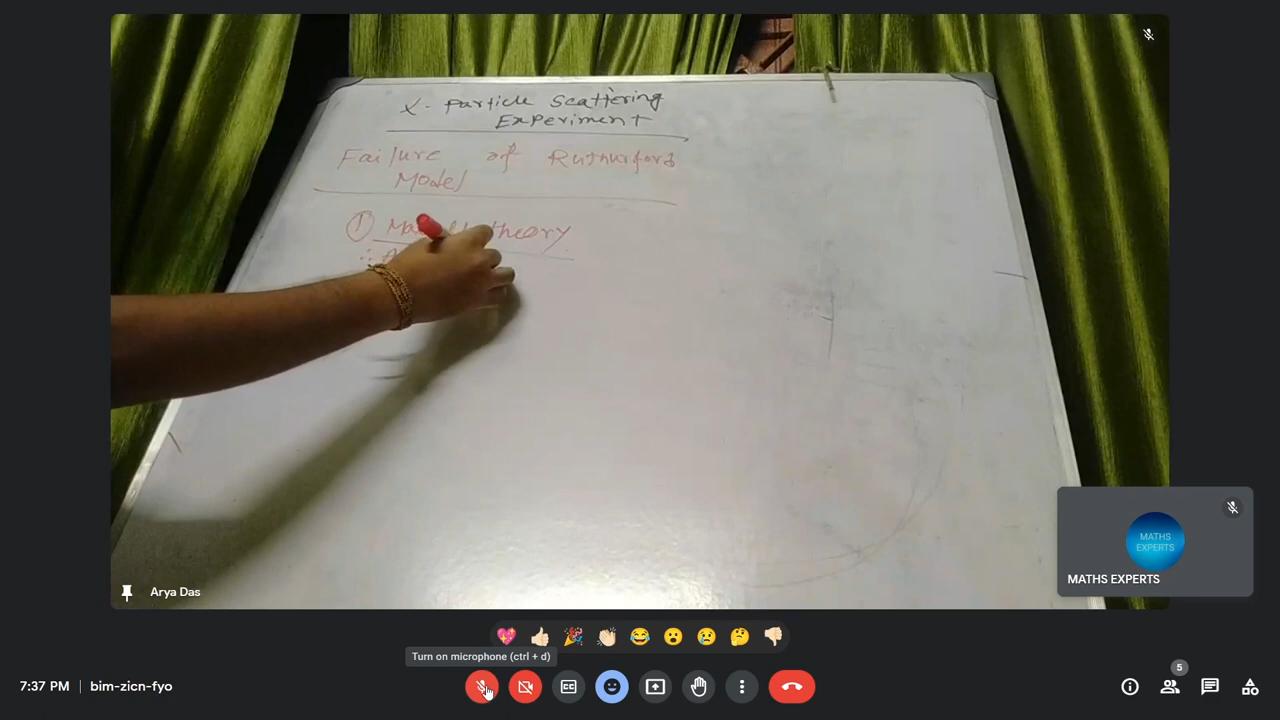 α-Particle Scattering
Experiment
Failure of Rutherford
Model
① theory
Arya Das
MATHS
EXPERTS
MATHS EXPERTS
Turn on microphone (ctrl + d)
7:37 PM | bim-zicn-fyo
5